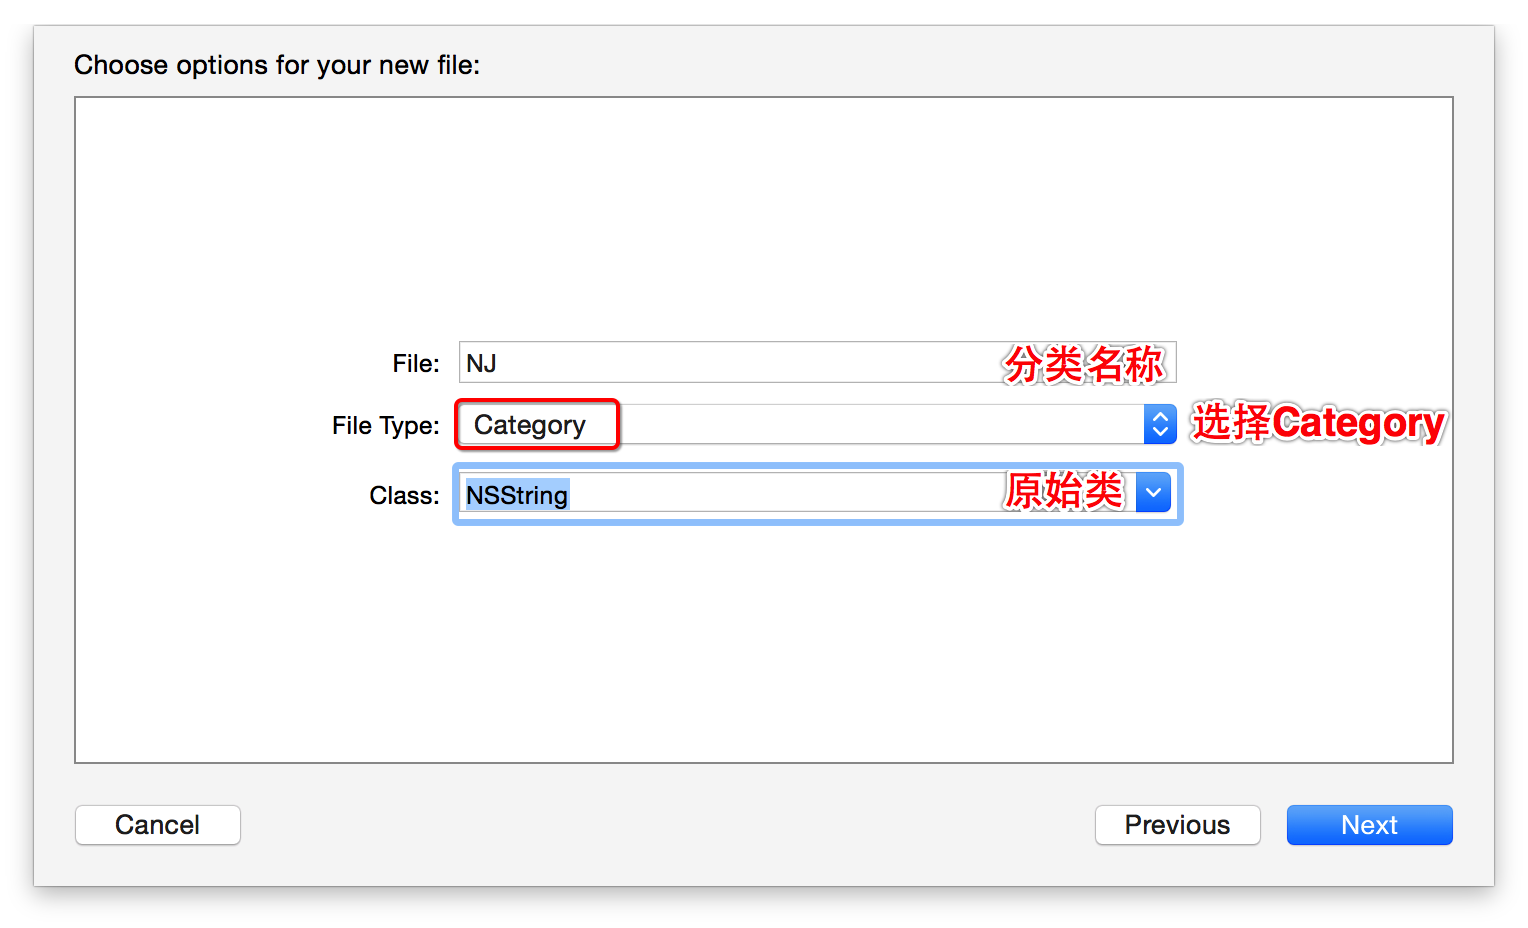 Choose options for your new file:
File: NJ 分类名称
File Type: Category 选择Category
Class: NSString 原始类
Cancel Previous Next